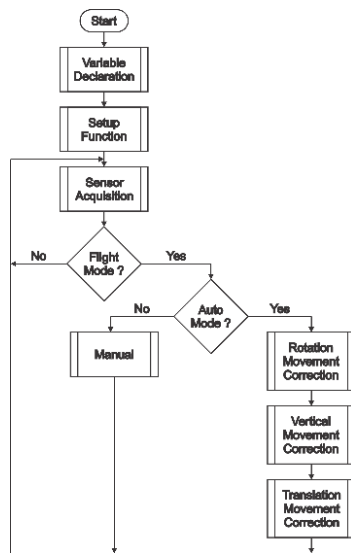 Start
Variable
Declaration
Setup
Function
Sensor
Acquisition
No
Flight
Mode ?
Yes
No
Auto
Mode ?
Yes
Manual
Rotation
Movement
Correction
Vertical
Movement
Correction
Translation
Movement
Correction